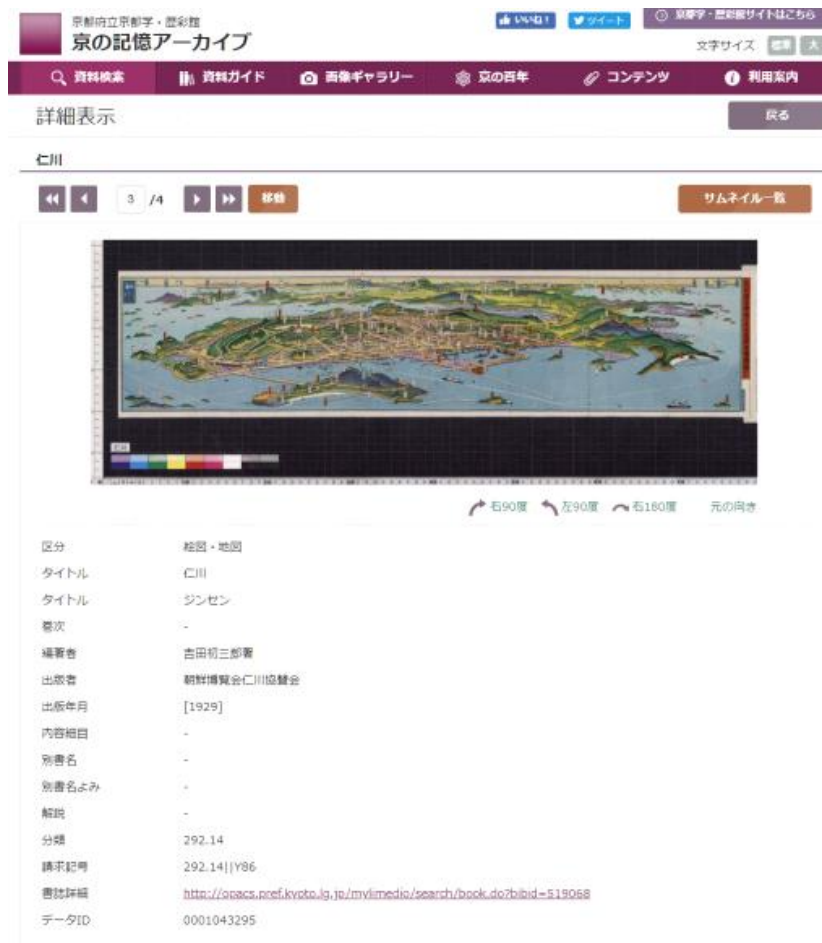 京都府立京都学・歴彩館
京の記憶アーカイブ
いいね！
ツイート
京都学・歴彩館サイトはこちら
文字サイズ 標準 大
資料検索 資料ガイド 画像ギャラリー 京の百年 コンテンツ 利用案内
詳細表示
戻る
仁川
3 /4 移動 サムネイル一覧
右90度 左90度 右180度 元の向き
区分 絵図・地図
タイトル 仁川
タイトル ジンセン
巻次 -
編著者 吉田初三郎著
出版者 朝鮮博覧会仁川協賛会
出版年月 [1929]
内容細目 -
別書名 -
別書名よみ -
解説 -
分類 292.14
請求記号 292.14||Y86
書誌詳細 http://opacs.pref.kyoto.lg.jp/mylimedio/search/book.do?bibid=519068
データID 0001043295